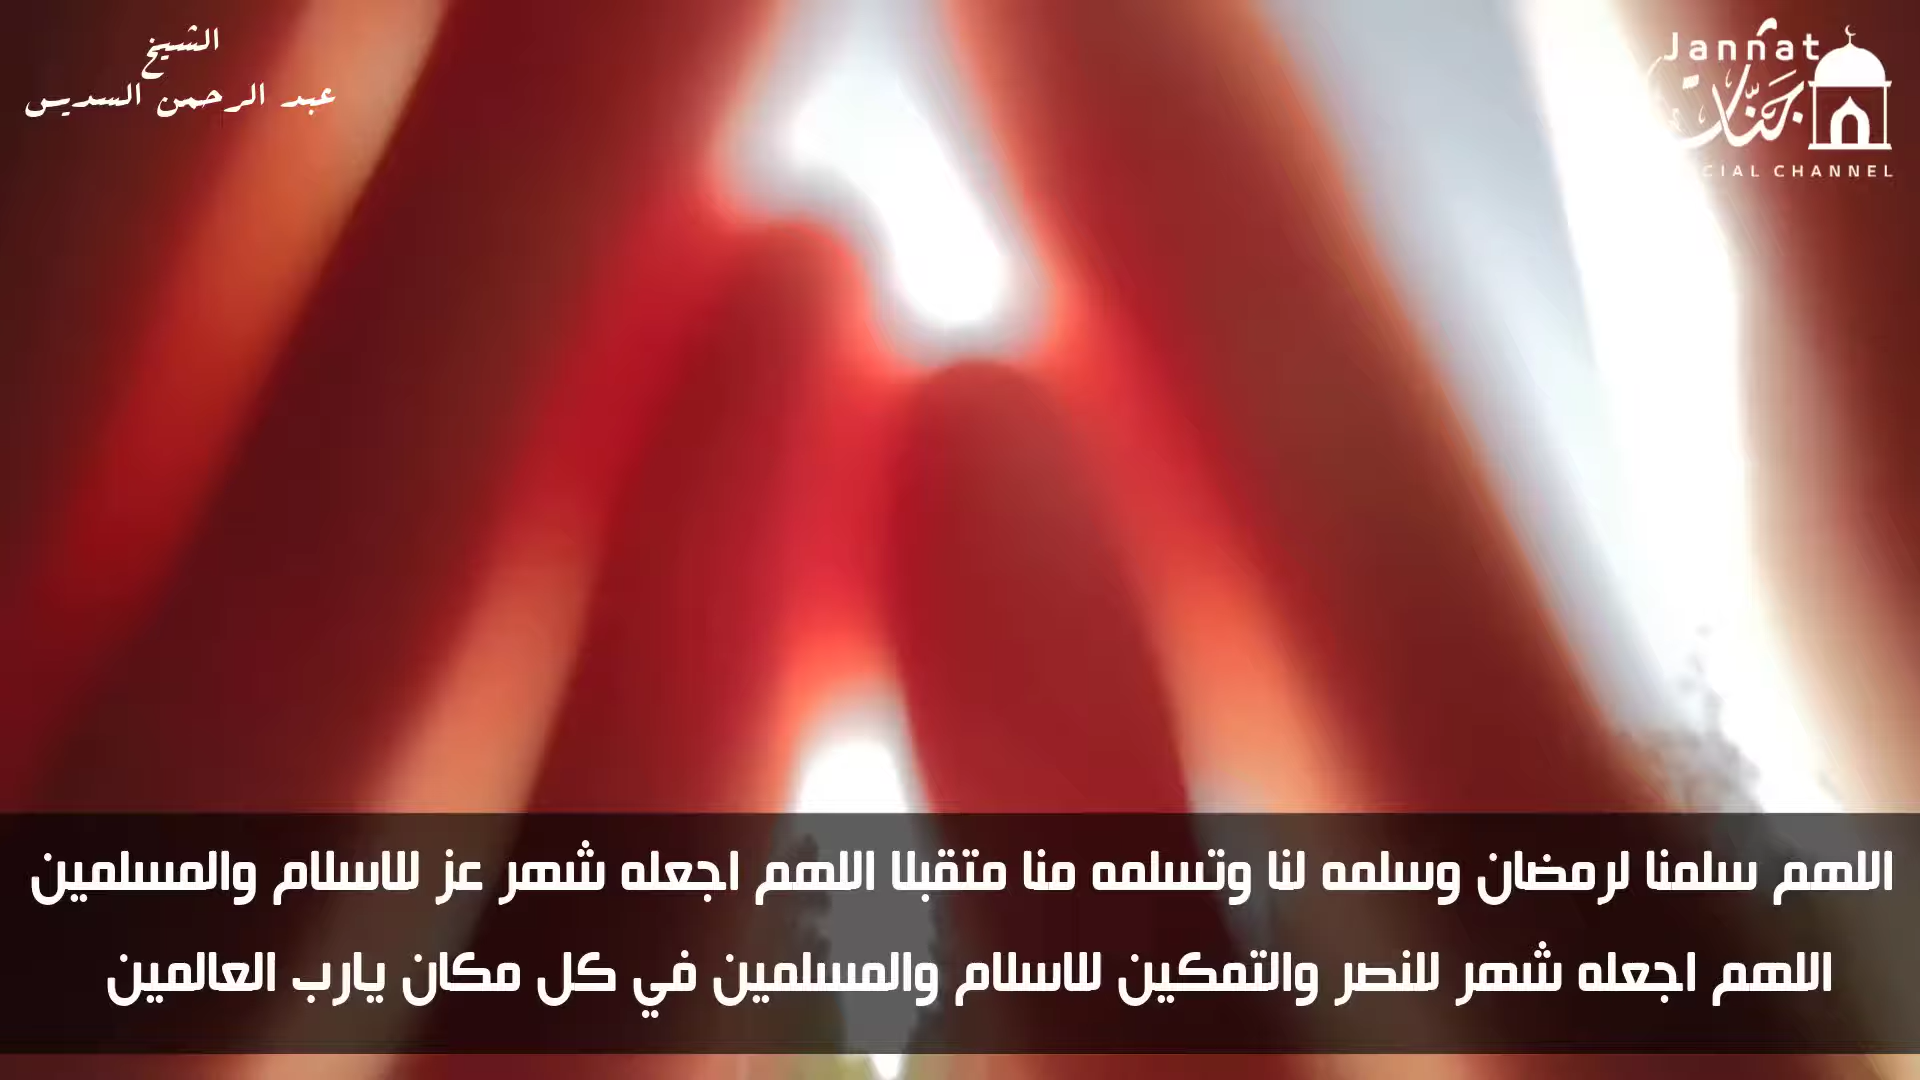 الشيخ
عبد الرحمن السديس
Jannat
جنات
CIAL CHANNEL
اللهم سلمنا لرمضان وسلمه لنا وتسلمه منا متقبلا اللهم اجعله شهر عز للاسلام والمسلمين
اللهم اجعله شهر للنصر والتمكين للاسلام والمسلمين في كل مكان يارب العالمين